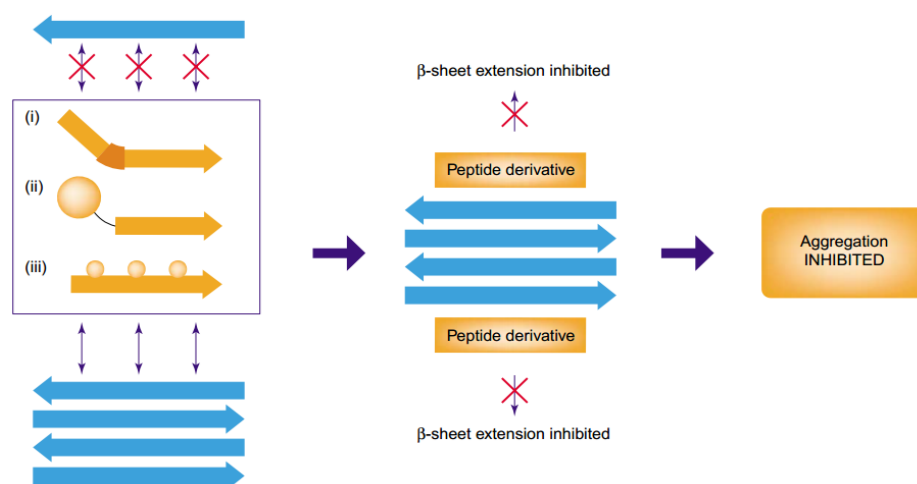 β-sheet extension inhibited
(i)
Peptide derivative
(ii)
Aggregation
INHIBITED
(iii)
Peptide derivative
β-sheet extension inhibited